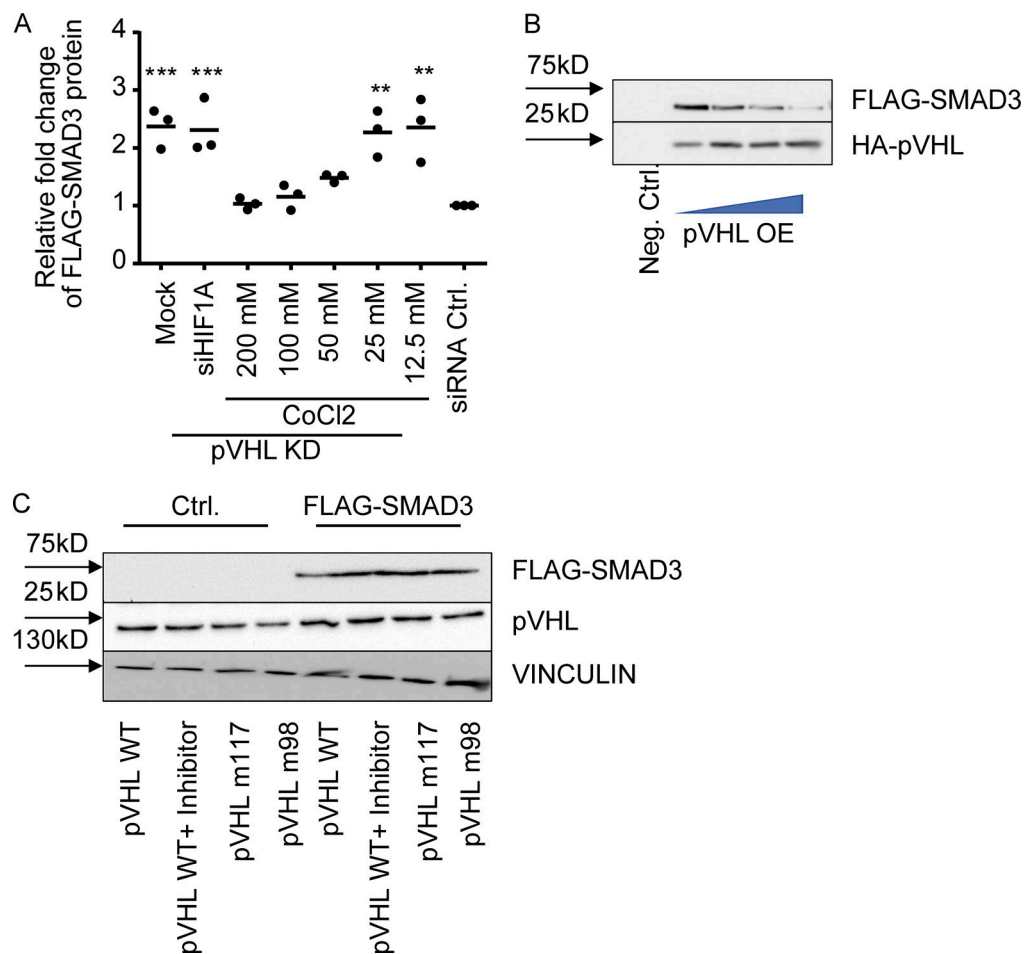 A
Relative fold change
of FLAG-SMAD3 protein
4
3
2
1
0
*** *** ** **
Mock
siHIF1A
200 mM
100 mM
50 mM
25 mM
12.5 mM
siRNA Ctrl.
CoCl2
pVHL KD
B
75kD
25kD
FLAG-SMAD3
HA-pVHL
Neg. Ctrl.
pVHL OE
C
Ctrl. FLAG-SMAD3
75kD
25kD
130kD
FLAG-SMAD3
pVHL
VINCULIN
pVHL WT
pVHL WT+ Inhibitor
pVHL m117
pVHL m98
pVHL WT
pVHL WT+ Inhibitor
pVHL m117
pVHL m98